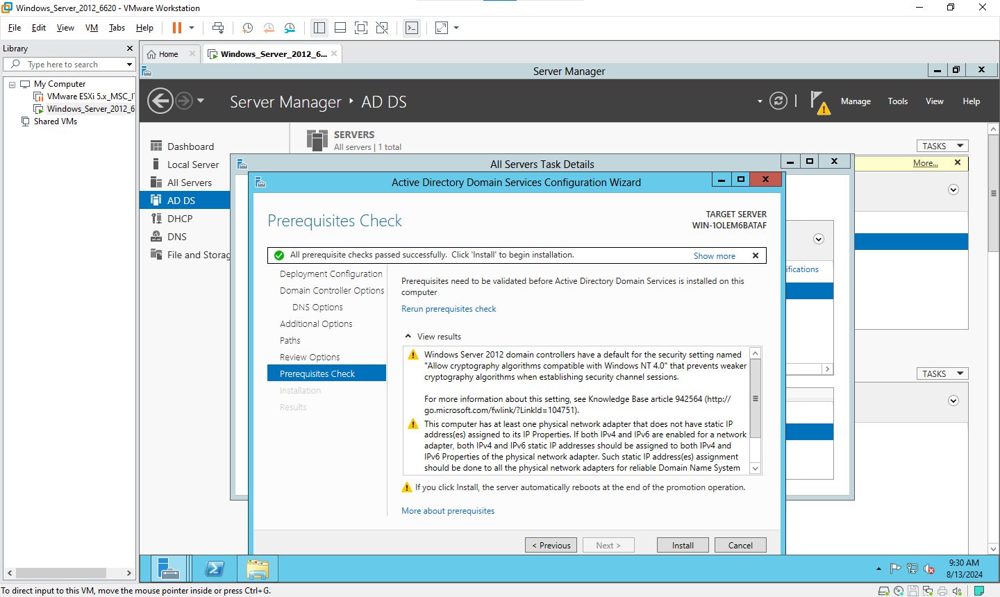 Windows_Server_2012_6620 - VMware Workstation
File Edit View VM Tabs Help
Library
Type here to search
My Computer
VMware ESXi 5.x_MSC_I
Windows_Server_2012_6
Shared VMs
Home
Windows_Server_2012_6...
Server Manager
Server Manager AD DS
Manage Tools View Help
Dashboard
Local Server
All Servers
AD DS
DHCP
DNS
File and Storag
SERVERS
All servers | 1 total
TASKS
More...
All Servers Task Details
ifications
TASKS
Active Directory Domain Services Configuration Wizard
Prerequisites Check
TARGET SERVER
WIN-1OLEM6BATAF
All prerequisite checks passed successfully. Click 'Install' to begin installation.
Show more
Deployment Configuration
Domain Controller Options
DNS Options
Additional Options
Paths
Review Options
Prerequisites Check
Installation
Results
Prerequisites need to be validated before Active Directory Domain Services is installed on this
computer
Rerun prerequisites check
View results
Windows Server 2012 domain controllers have a default for the security setting named
"Allow cryptography algorithms compatible with Windows NT 4.0" that prevents weaker
cryptography algorithms when establishing security channel sessions.
For more information about this setting, see Knowledge Base article 942564 (http://
go.microsoft.com/fwlink/?LinkId=104751).
This computer has at least one physical network adapter that does not have static IP
address(es) assigned to its IP Properties. If both IPv4 and IPv6 are enabled for a network
adapter, both IPv4 and IPv6 static IP addresses should be assigned to both IPv4 and
IPv6 Properties of the physical network adapter. Such static IP address(es) assignment
should be done to all the physical network adapters for reliable Domain Name System
If you click Install, the server automatically reboots at the end of the promotion operation.
More about prerequisites
< Previous
Next >
Install
Cancel
9:30 AM
8/13/2024
To direct input to this VM, move the mouse pointer inside or press Ctrl+G.